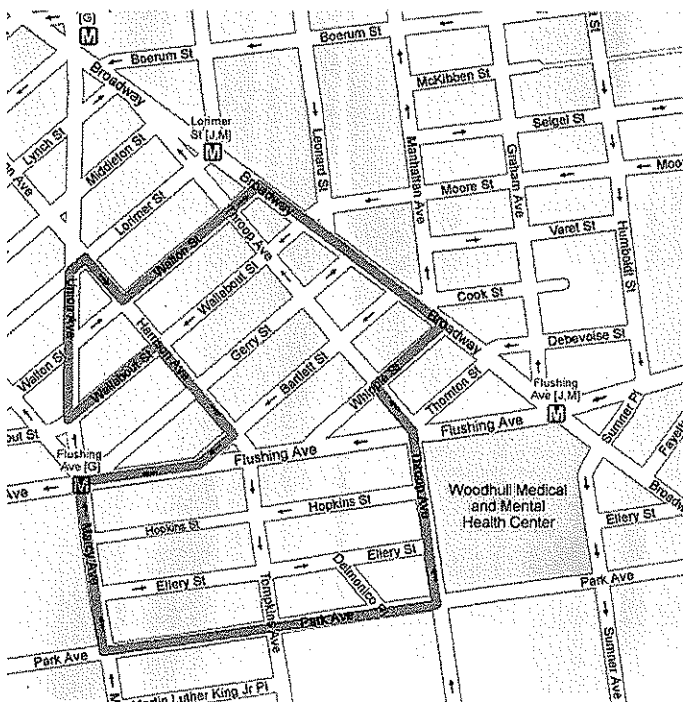 [G]
M
Boerum St
Broadway
McKibben St
Lorimer
St [J,M]
M
Lynch St
Middleton St
Leonard St
Manhattan Ave
Graham Ave
Seigel St
Moore St
Lorimer St
Broadway
Throop Ave
Walton St
Varet St
Humboldt St
Union Ave
Wallabout St
Cook St
Harrison Ave
Gerry St
Broadway
Debevoise St
Walton St
Wallabout St
Bartlett St
Whipple St
Thornton St
Flushing
Ave [J,M]
M
Sumner Pl
Flushing
Ave [G]
M
Flushing Ave
Flushing Ave
Throop Ave
Woodhull Medical
and Mental
Health Center
Broadway
Marcy Ave
Hopkins St
Hopkins St
Ellery St
Ellery St
Ellery St
Tompkins Ave
Park Ave
Park Ave
Park Ave
Sumner Ave
Martin Luther King Jr Pl